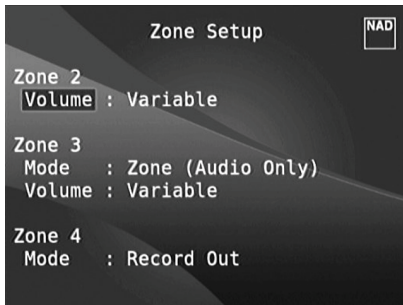 Zone Setup
NAD
Zone 2
Volume : Variable
Zone 3
Mode : Zone (Audio Only)
Volume : Variable
Zone 4
Mode : Record Out